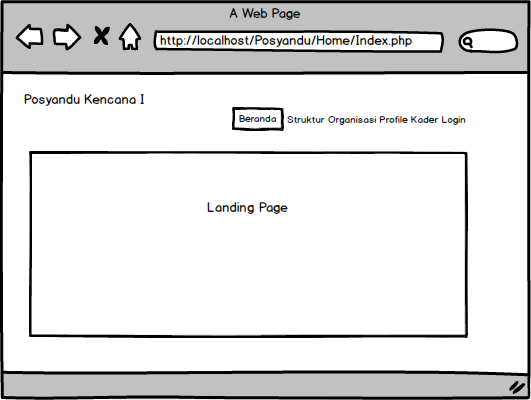 A Web Page
http://localhost/Posyandu/Home/Index.php
Posyandu Kencana I
Beranda Struktur Organisasi Profile Kader Login
Landing Page